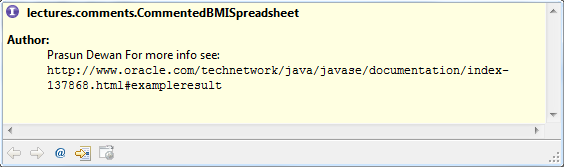 lectures.comments.CommentedBMISpreadsheet
Author:
Prasun Dewan For more info see:
http://www.oracle.com/technetwork/java/javase/documentation/index-
137868.html#exampleresult